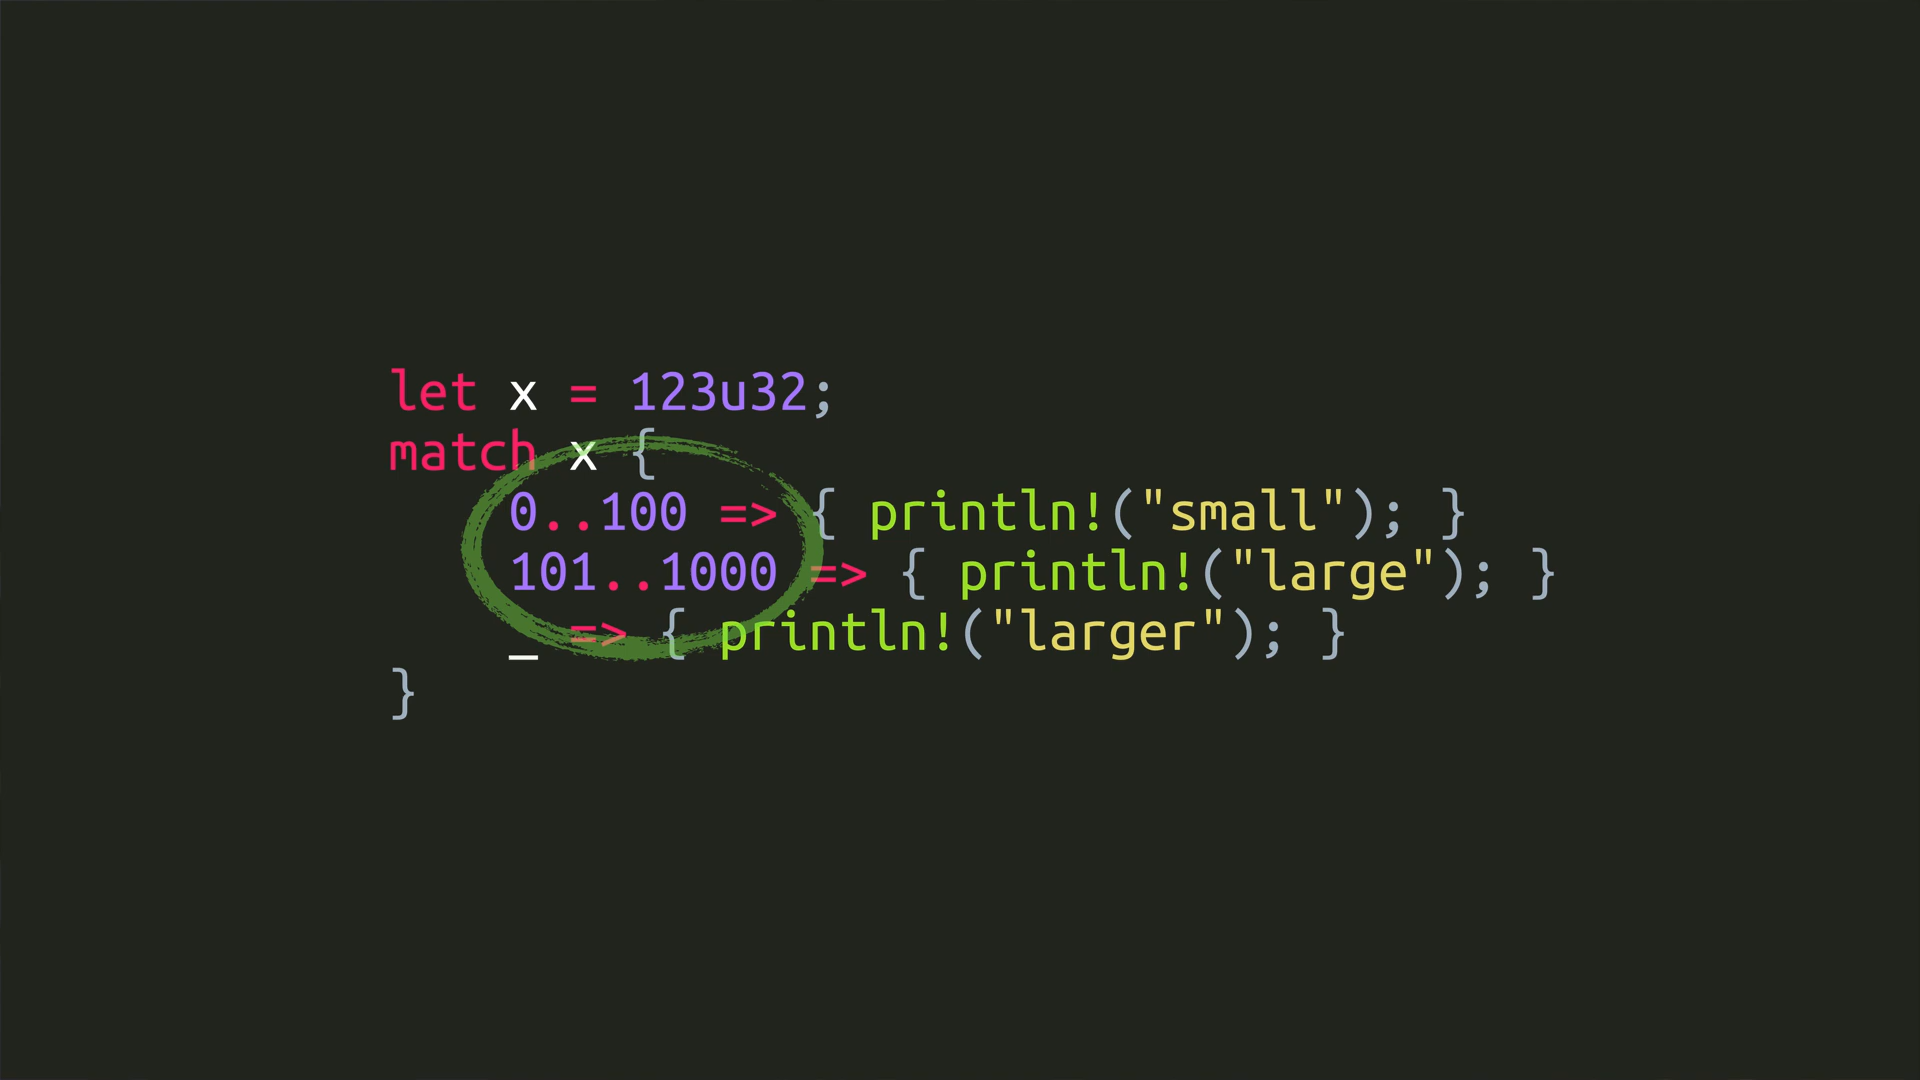 let x = 123u32;
match x {
    0..100 => { println!("small"); }
    101..1000 => { println!("large"); }
    _ => { println!("larger"); }
}